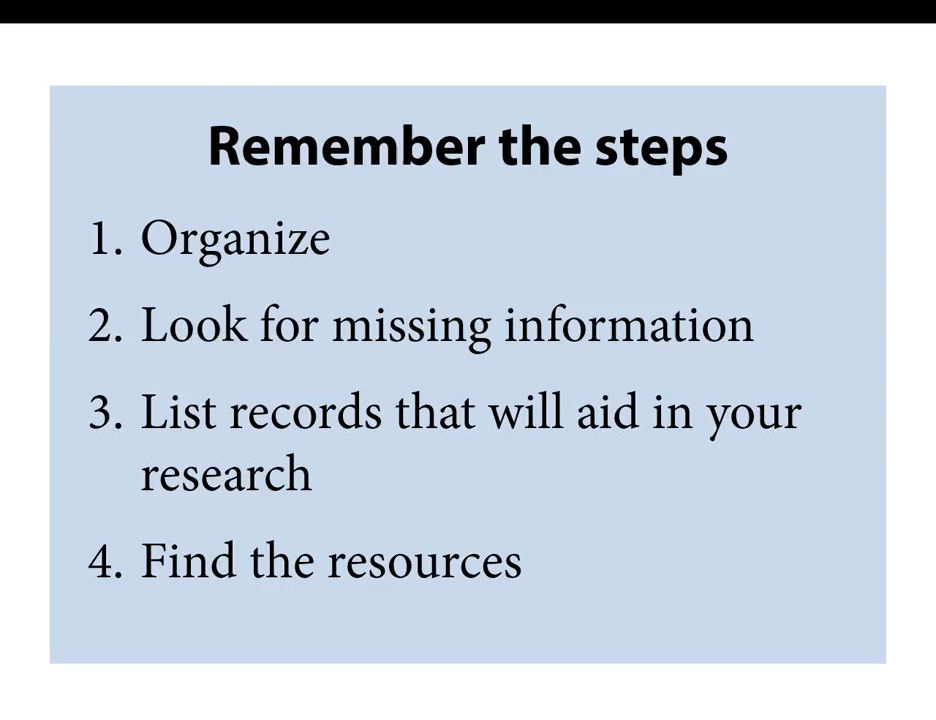 Remember the steps
1. Organize
2. Look for missing information
3. List records that will aid in your
research
4. Find the resources